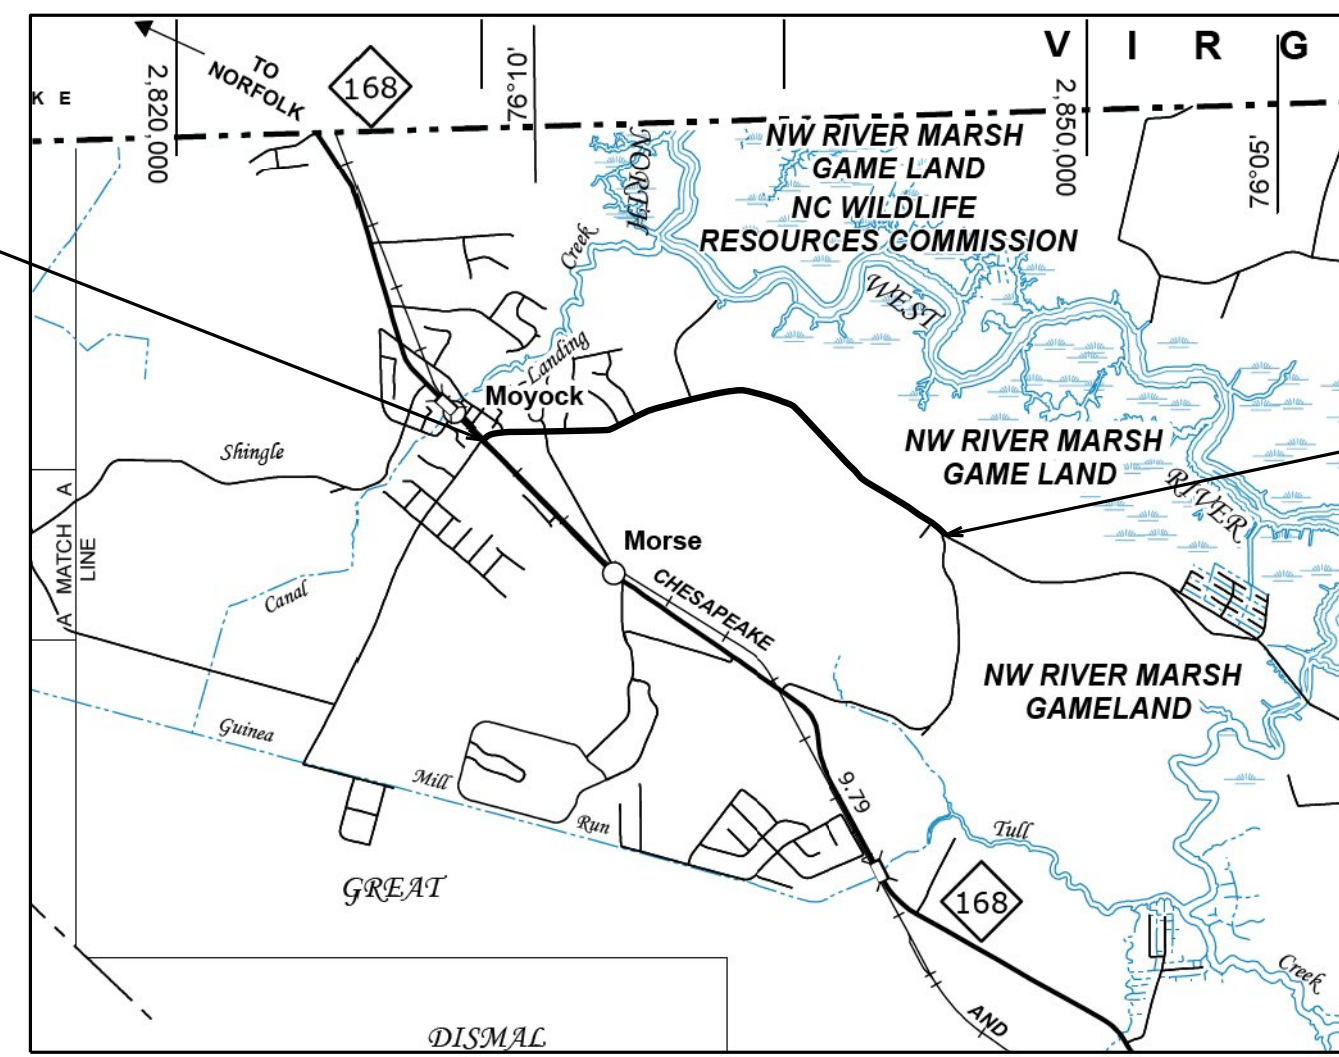 V I R G
TO
NORFOLK
168
K E
2,820,000
76°10'
2,850,000
76°05'
NORTH
NW RIVER MARSH
GAME LAND
NC WILDLIFE
RESOURCES COMMISSION
Creek
WEST
Landing
Moyock
Shingle
NW RIVER MARSH
GAME LAND
RIVER
A MATCH A
LINE
Morse
CHESAPEAKE
Canal
NW RIVER MARSH
GAMELAND
Guinea
Mill
Run
9.79
Tull
GREAT
168
Creek
AND
DISMAL